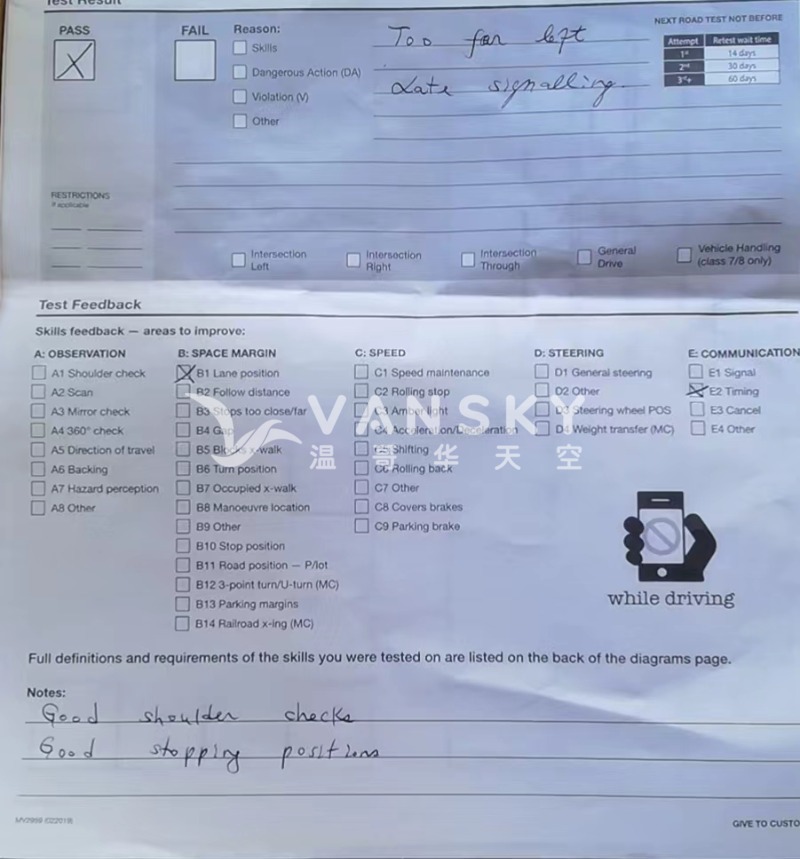 Test Result
PASS
FAIL
Reason:
Skills
Dangerous Action (DA)
Violation (V)
Other
Too far left
Late signalling.
NEXT ROAD TEST NOT BEFORE
Attempt Retest wait time
1st 14 days
2nd 30 days
3rd+ 60 days
RESTRICTIONS
if applicable
Intersection Left
Intersection Right
Intersection Through
General Drive
Vehicle Handling (class 7/8 only)
Test Feedback
Skills feedback — areas to improve:
A: OBSERVATION
A1 Shoulder check
A2 Scan
A3 Mirror check
A4 360° check
A5 Direction of travel
A6 Backing
A7 Hazard perception
A8 Other
B: SPACE MARGIN
B1 Lane position
B2 Follow distance
B3 Stops too close/far
B4 Gap
B5 Blocks x-walk
B6 Turn position
B7 Occupied x-walk
B8 Manoeuvre location
B9 Other
B10 Stop position
B11 Road position — P/lot
B12 3-point turn/U-turn (MC)
B13 Parking margins
B14 Railroad x-ing (MC)
C: SPEED
C1 Speed maintenance
C2 Rolling stop
C3 Amber light
C4 Acceleration/Deceleration
C5 Shifting
C6 Rolling back
C7 Other
C8 Covers brakes
C9 Parking brake
D: STEERING
D1 General steering
D2 Other
D3 Steering wheel POS
D4 Weight transfer (MC)
E: COMMUNICATION
E1 Signal
E2 Timing
E3 Cancel
E4 Other
VANSKY
温哥华天空
while driving
Full definitions and requirements of the skills you were tested on are listed on the back of the diagrams page.
Notes:
Good shoulder checks
Good stopping positions
GIVE TO CUSTO